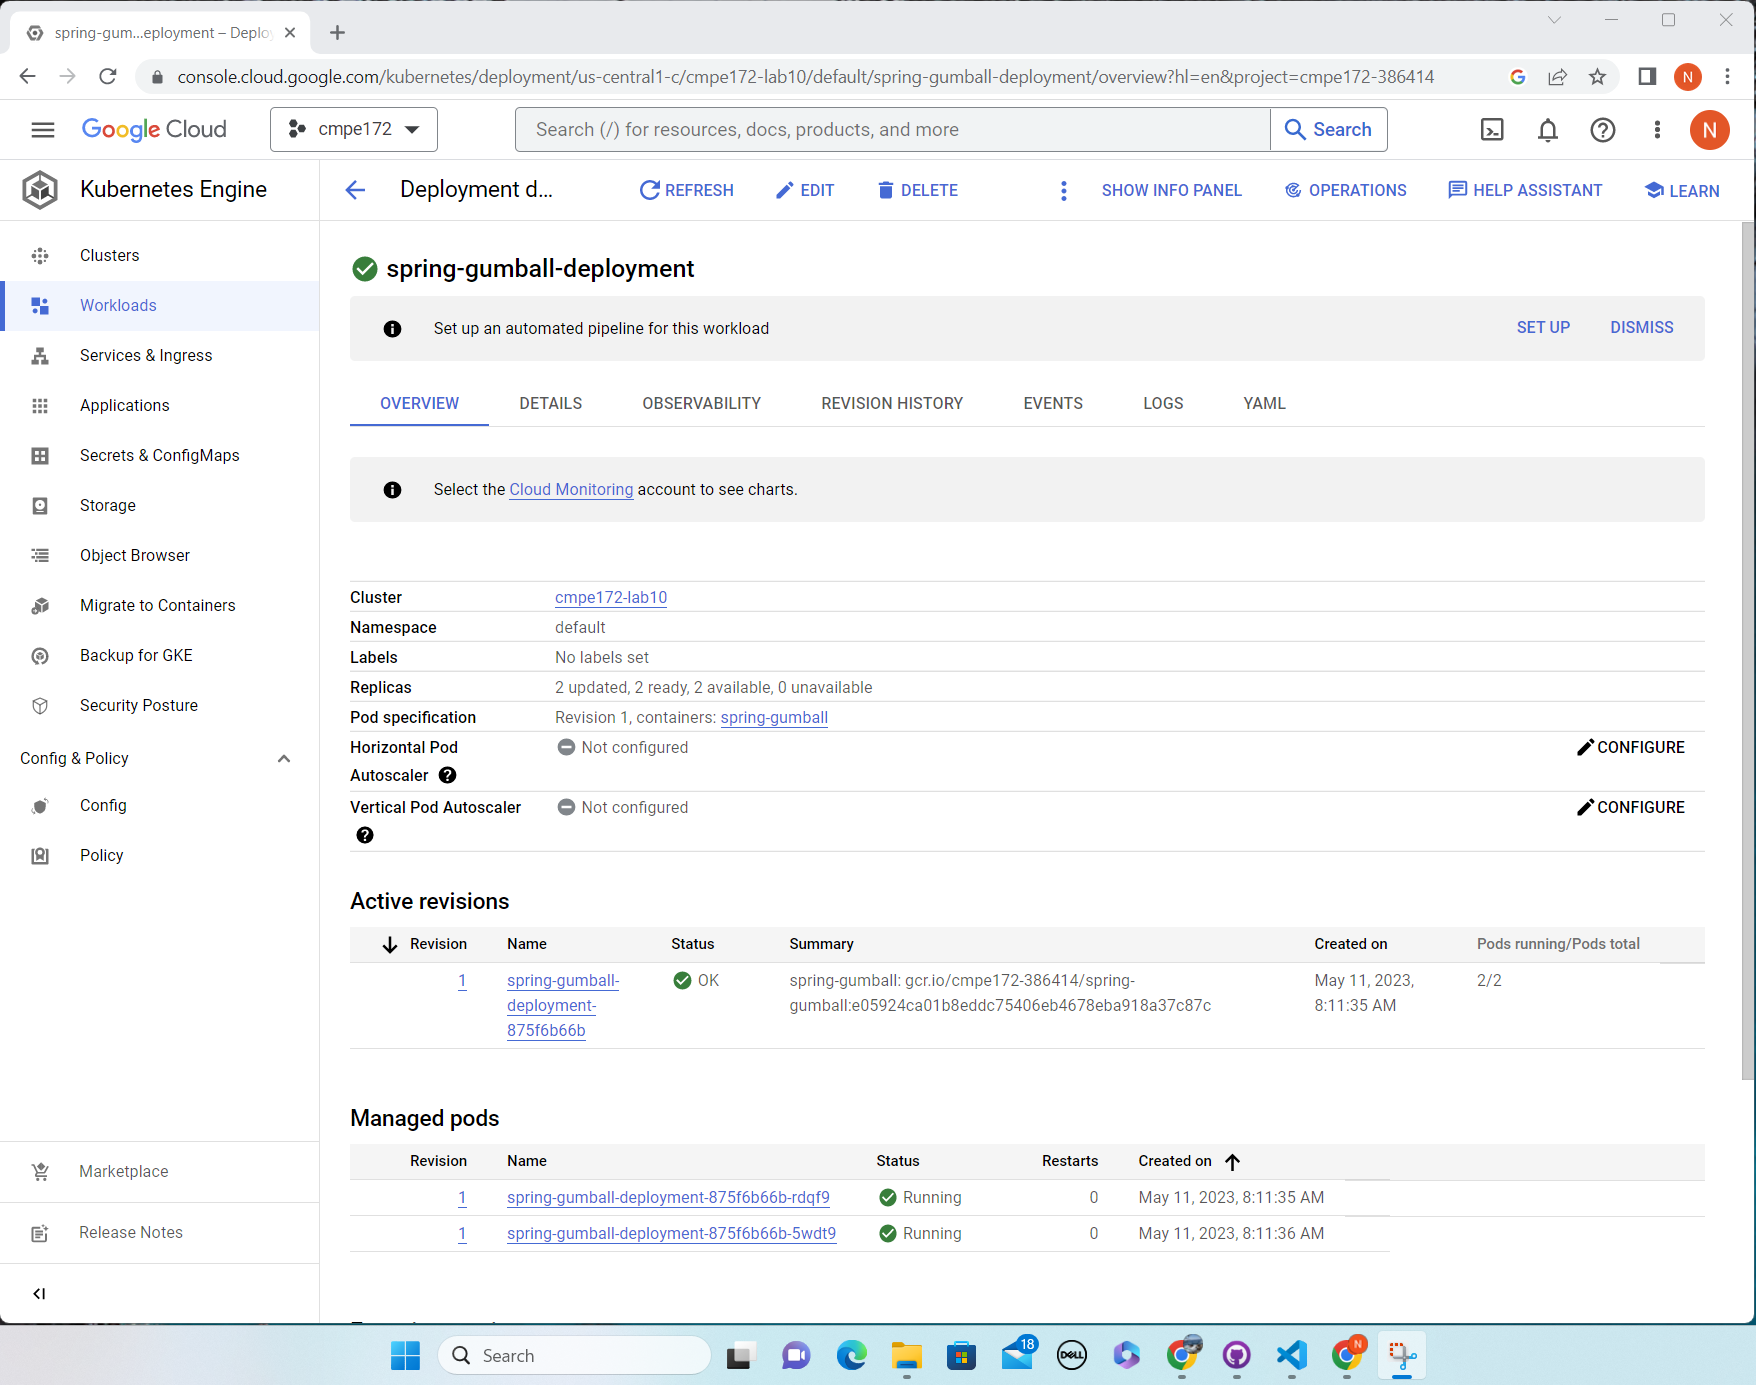 spring-gum...eployment – Deplo
console.cloud.google.com/kubernetes/deployment/us-central1-c/cmpe172-lab10/default/spring-gumball-deployment/overview?hl=en&project=cmpe172-386414
N
Google Cloud
cmpe172
Search (/) for resources, docs, products, and more
Search
N
Kubernetes Engine
Deployment d...
REFRESH
EDIT
DELETE
SHOW INFO PANEL
OPERATIONS
HELP ASSISTANT
LEARN
Clusters
Workloads
Services & Ingress
Applications
Secrets & ConfigMaps
Storage
Object Browser
Migrate to Containers
Backup for GKE
Security Posture
Config & Policy
Config
Policy
Marketplace
Release Notes
spring-gumball-deployment
Set up an automated pipeline for this workload
SET UP
DISMISS
OVERVIEW
DETAILS
OBSERVABILITY
REVISION HISTORY
EVENTS
LOGS
YAML
Select the Cloud Monitoring account to see charts.
Cluster cmpe172-lab10
Namespace default
Labels No labels set
Replicas 2 updated, 2 ready, 2 available, 0 unavailable
Pod specification Revision 1, containers: spring-gumball
Horizontal Pod Not configured CONFIGURE
Autoscaler
Vertical Pod Autoscaler Not configured CONFIGURE
Active revisions
Revision Name Status Summary Created on Pods running/Pods total
1 spring-gumball- OK spring-gumball: gcr.io/cmpe172-386414/spring- May 11, 2023, 2/2
deployment- gumball:e05924ca01b8eddc75406eb4678eba918a37c87c 8:11:35 AM
875f6b66b
Managed pods
Revision Name Status Restarts Created on
1 spring-gumball-deployment-875f6b66b-rdqf9 Running 0 May 11, 2023, 8:11:35 AM
1 spring-gumball-deployment-875f6b66b-5wdt9 Running 0 May 11, 2023, 8:11:36 AM
Search
18
DELL
N